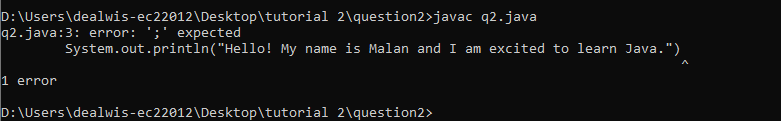 D:\Users\dealwis-ec22012\Desktop\tutorial 2\question2>javac q2.java
q2.java:3: error: ';' expected
        System.out.println("Hello! My name is Malan and I am excited to learn Java.")
                                                                                     ^
1 error
D:\Users\dealwis-ec22012\Desktop\tutorial 2\question2>